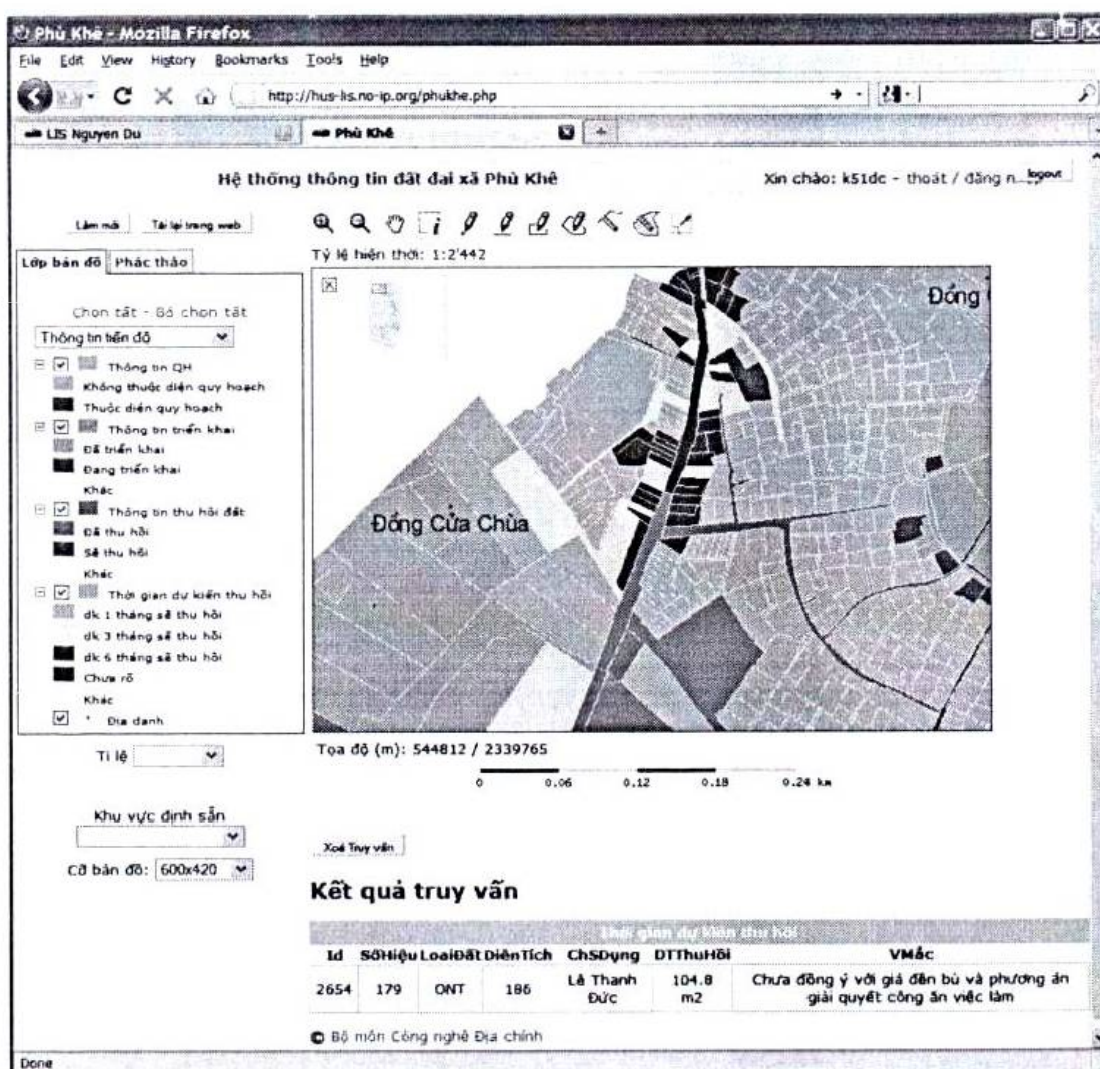 Phù Khê - Mozilla Firefox
File Edit View History Bookmarks Tools Help
http://hus-lis.no-ip.org/phukhe.php
LIS Nguyen Du
Phù Khê
Hệ thống thông tin đất đai xã Phù Khê
Xin chào: k51dc - thoát / đăng n
logout
Làm mới
Tải lại trang web
Tỷ lệ hiện thời: 1:2'442
Lớp bản đồ Phác thảo
Chọn tất - Bỏ chọn tất
Thông tin tiến độ
Thông tin QH
Không thuộc diện quy hoạch
Thuộc diện quy hoạch
Thông tin triển khai
Đã triển khai
Đang triển khai
Khác
Thông tin thu hồi đất
Đã thu hồi
Sẽ thu hồi
Khác
Thời gian dự kiến thu hồi
dk 1 tháng sẽ thu hồi
dk 3 tháng sẽ thu hồi
dk 6 tháng sẽ thu hồi
Chưa rõ
Khác
Địa danh
Đồng
Đồng Cửa Chùa
Tọa độ (m): 544812 / 2339765
0 0.06 0.12 0.18 0.24 km
Tỉ lệ
Khu vực định sẵn
Cỡ bản đồ: 600x420
Xoá Truy vấn
Kết quả truy vấn
Thời gian dự kiến thu hồi
Id SốHiệu LoạiĐất DiệnTích ChSDụng DTThuHồi VMắc
2654 179 ONT 186 Lê Thanh Đức 104.8 m2 Chưa đồng ý với giá đền bù và phương án giải quyết công ăn việc làm
© Bộ môn Công nghệ Địa chính
Done